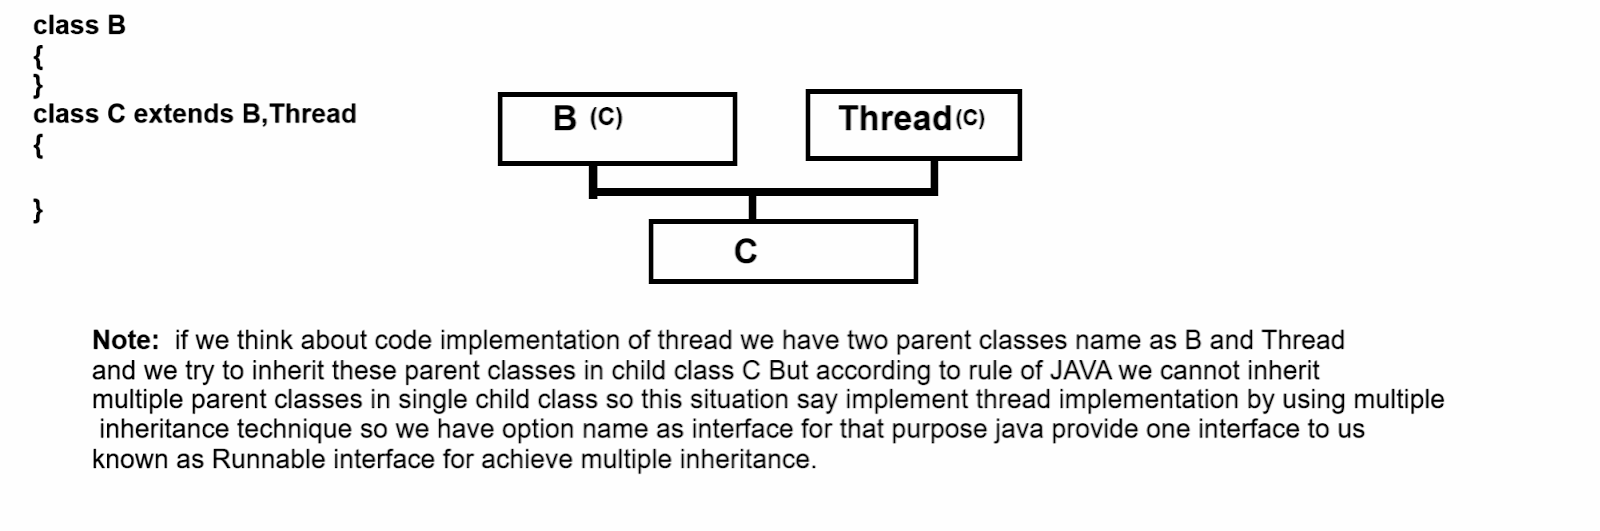 class B
{
}
class C extends B,Thread
{
}
B (C)
Thread(C)
C
Note: if we think about code implementation of thread we have two parent classes name as B and Thread
and we try to inherit these parent classes in child class C But according to rule of JAVA we cannot inherit
multiple parent classes in single child class so this situation say implement thread implementation by using multiple
inheritance technique so we have option name as interface for that purpose java provide one interface to us
known as Runnable interface for achieve multiple inheritance.